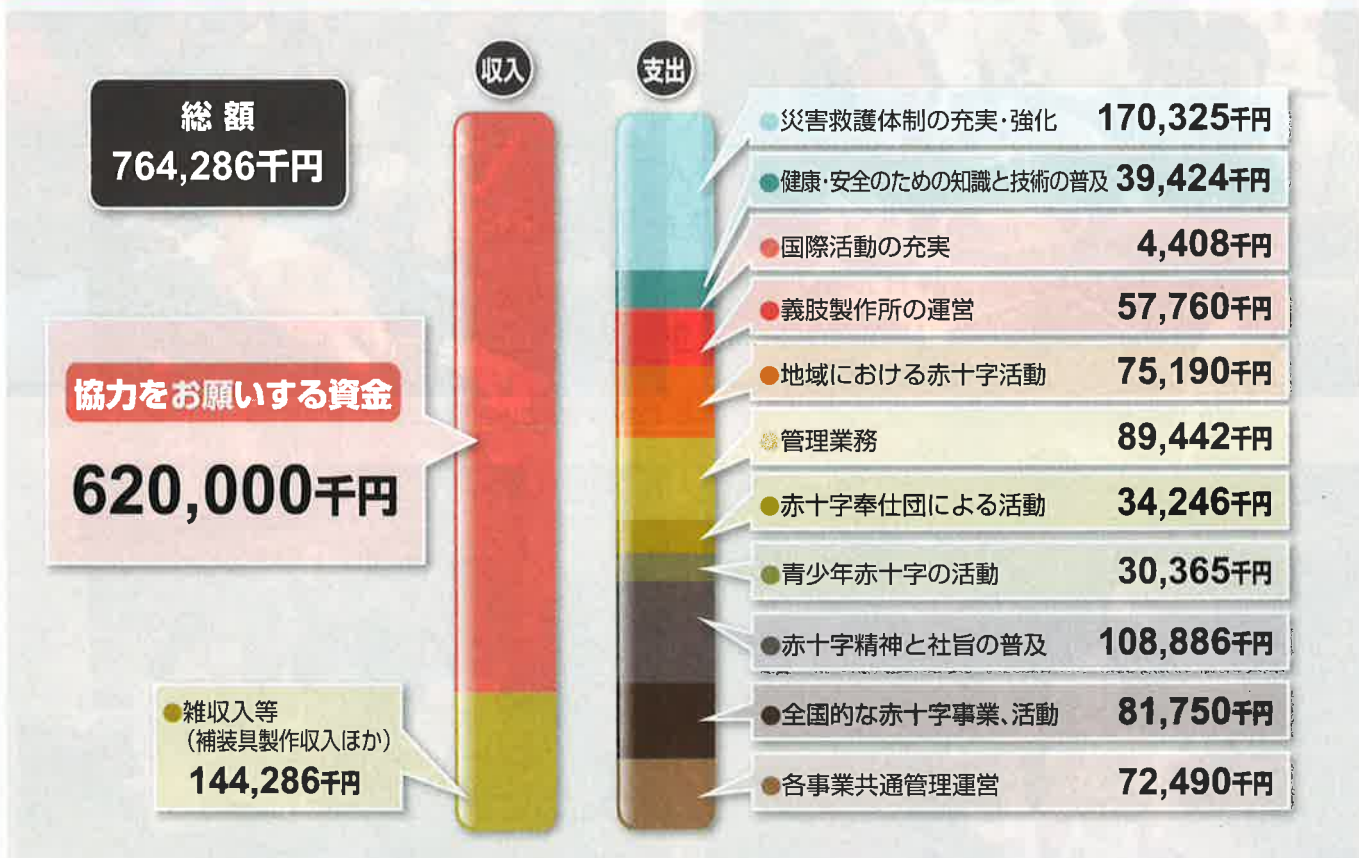 収入
支出
総額
764,286千円
協力をお願いする資金
620,000千円
●雑収入等
（補装具製作収入ほか）
144,286千円
●災害救護体制の充実・強化 170,325千円
●健康・安全のための知識と技術の普及 39,424千円
●国際活動の充実 4,408千円
●義肢製作所の運営 57,760千円
●地域における赤十字活動 75,190千円
●管理業務 89,442千円
●赤十字奉仕団による活動 34,246千円
●青少年赤十字の活動 30,365千円
●赤十字精神と社旨の普及 108,886千円
●全国的な赤十字事業、活動 81,750千円
●各事業共通管理運営 72,490千円